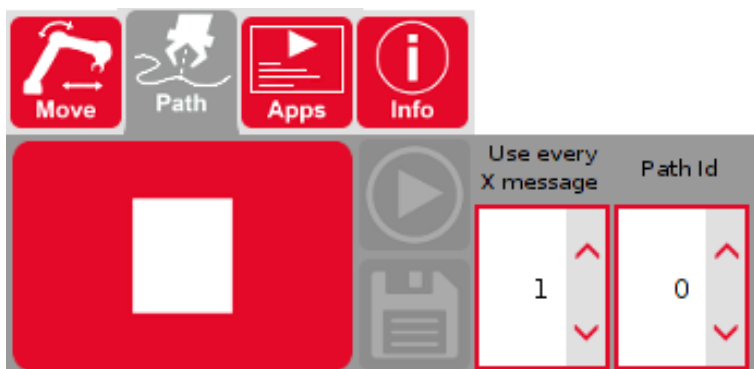 Move
Path
Apps
Info
Use every
X message
Path Id
1
0